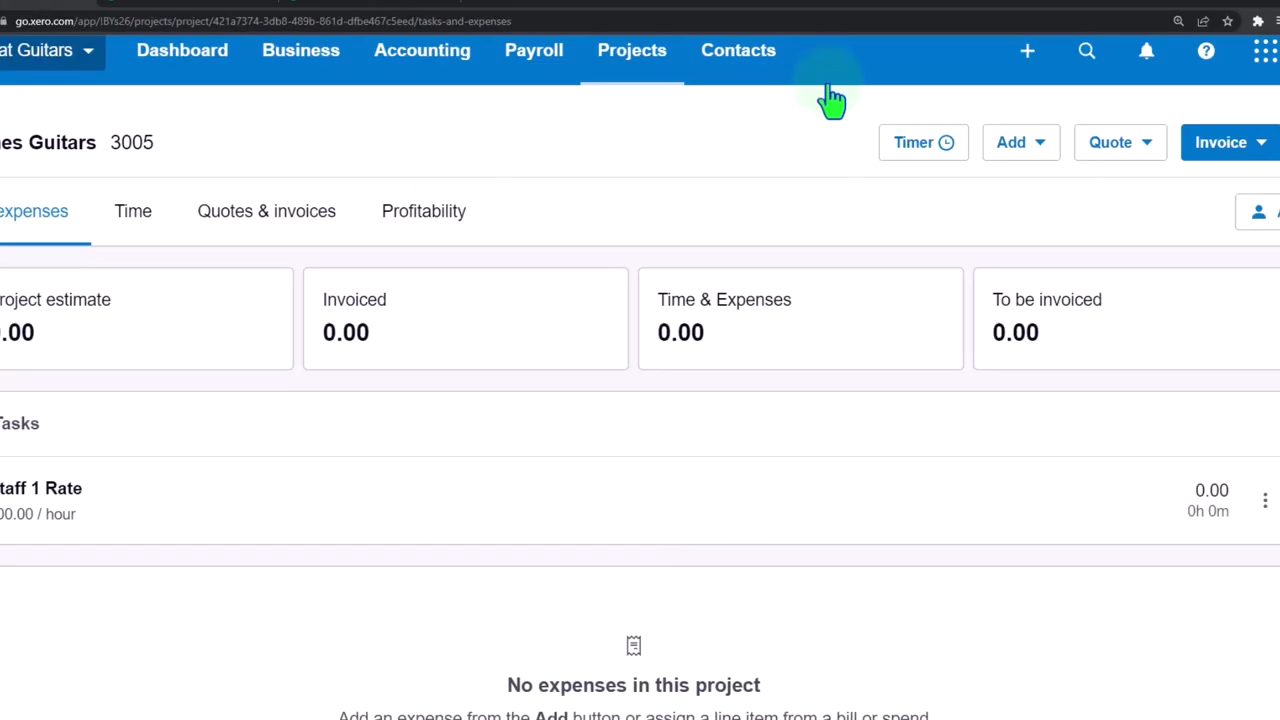 go.xero.com/app/!BYs26/projects/project/421a7374-3db8-489b-861d-dfbe467c5eed/tasks-and-expenses
at Guitars Dashboard Business Accounting Payroll Projects Contacts
nes Guitars 3005 Timer Add Quote Invoice
expenses Time Quotes & invoices Profitability
roject estimate
.00
Invoiced
0.00
Time & Expenses
0.00
To be invoiced
0.00
Tasks
taff 1 Rate 0.00
00.00 / hour 0h 0m
No expenses in this project
Add an expense from the Add button or assign a line item from a bill or spend